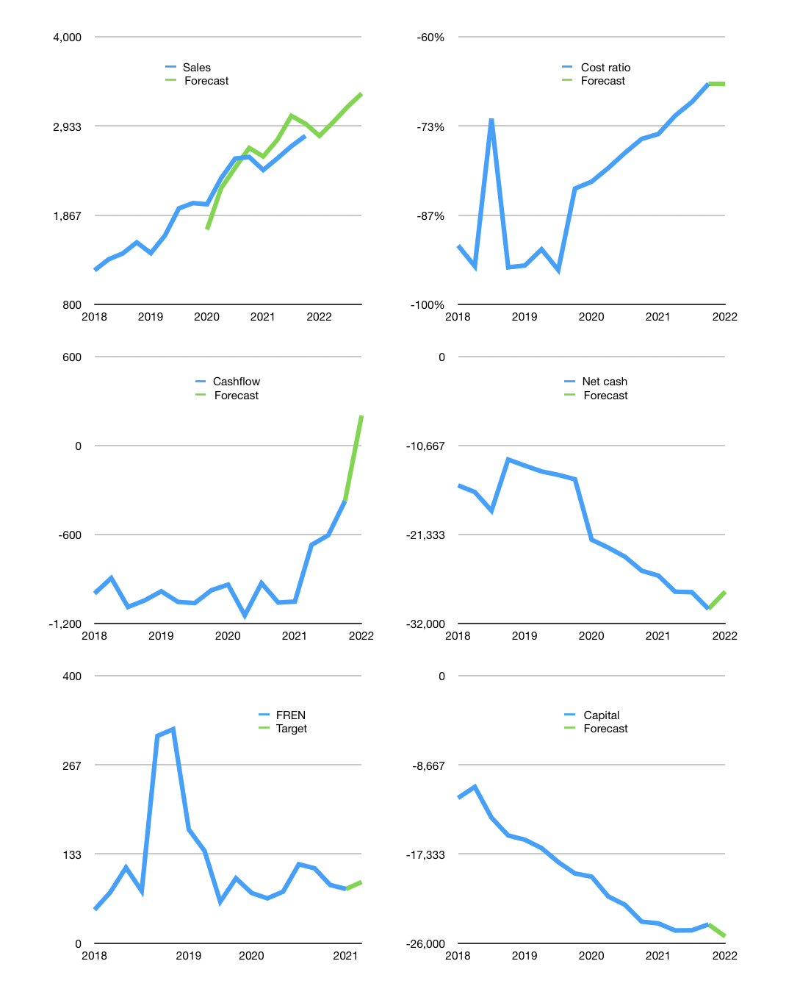 4,000
Sales
Forecast
2,933
1,867
800
2018 2019 2020 2021 2022
-60%
Cost ratio
Forecast
-73%
-87%
-100%
2018 2019 2020 2021 2022
600
Cashflow
Forecast
0
-600
-1,200
2018 2019 2020 2021 2022
0
Net cash
Forecast
-10,667
-21,333
-32,000
2018 2019 2020 2021 2022
400
FREN
Target
267
133
0
2018 2019 2020 2021
0
Capital
Forecast
-8,667
-17,333
-26,000
2018 2019 2020 2021 2022